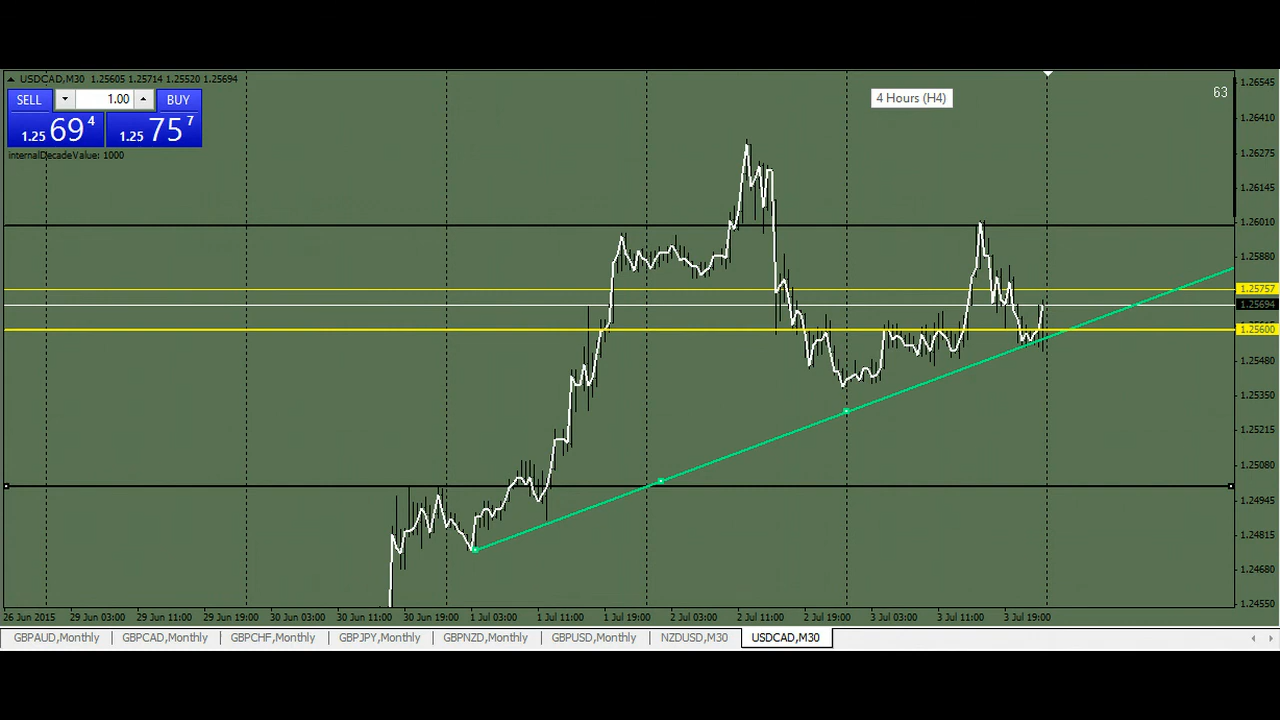 USDCAD,M30 1.25605 1.25714 1.25520 1.25694
SELL 1.00 BUY
1.25 69 4 1.25 75 7
internalDecadeValue: 1000
4 Hours (H4)
63
1.26545
1.26410
1.26275
1.26145
1.26010
1.25880
1.25757
1.25694
1.25600
1.25480
1.25350
1.25215
1.25080
1.24945
1.24815
1.24680
1.24550
26 Jun 2015 29 Jun 03:00 29 Jun 11:00 29 Jun 19:00 30 Jun 03:00 30 Jun 11:00 30 Jun 19:00 1 Jul 03:00 1 Jul 11:00 1 Jul 19:00 2 Jul 03:00 2 Jul 11:00 2 Jul 19:00 3 Jul 03:00 3 Jul 11:00 3 Jul 19:00
GBPAUD,Monthly GBPCAD,Monthly GBPCHF,Monthly GBPJPY,Monthly GBPNZD,Monthly GBPUSD,Monthly NZDUSD,M30 USDCAD,M30